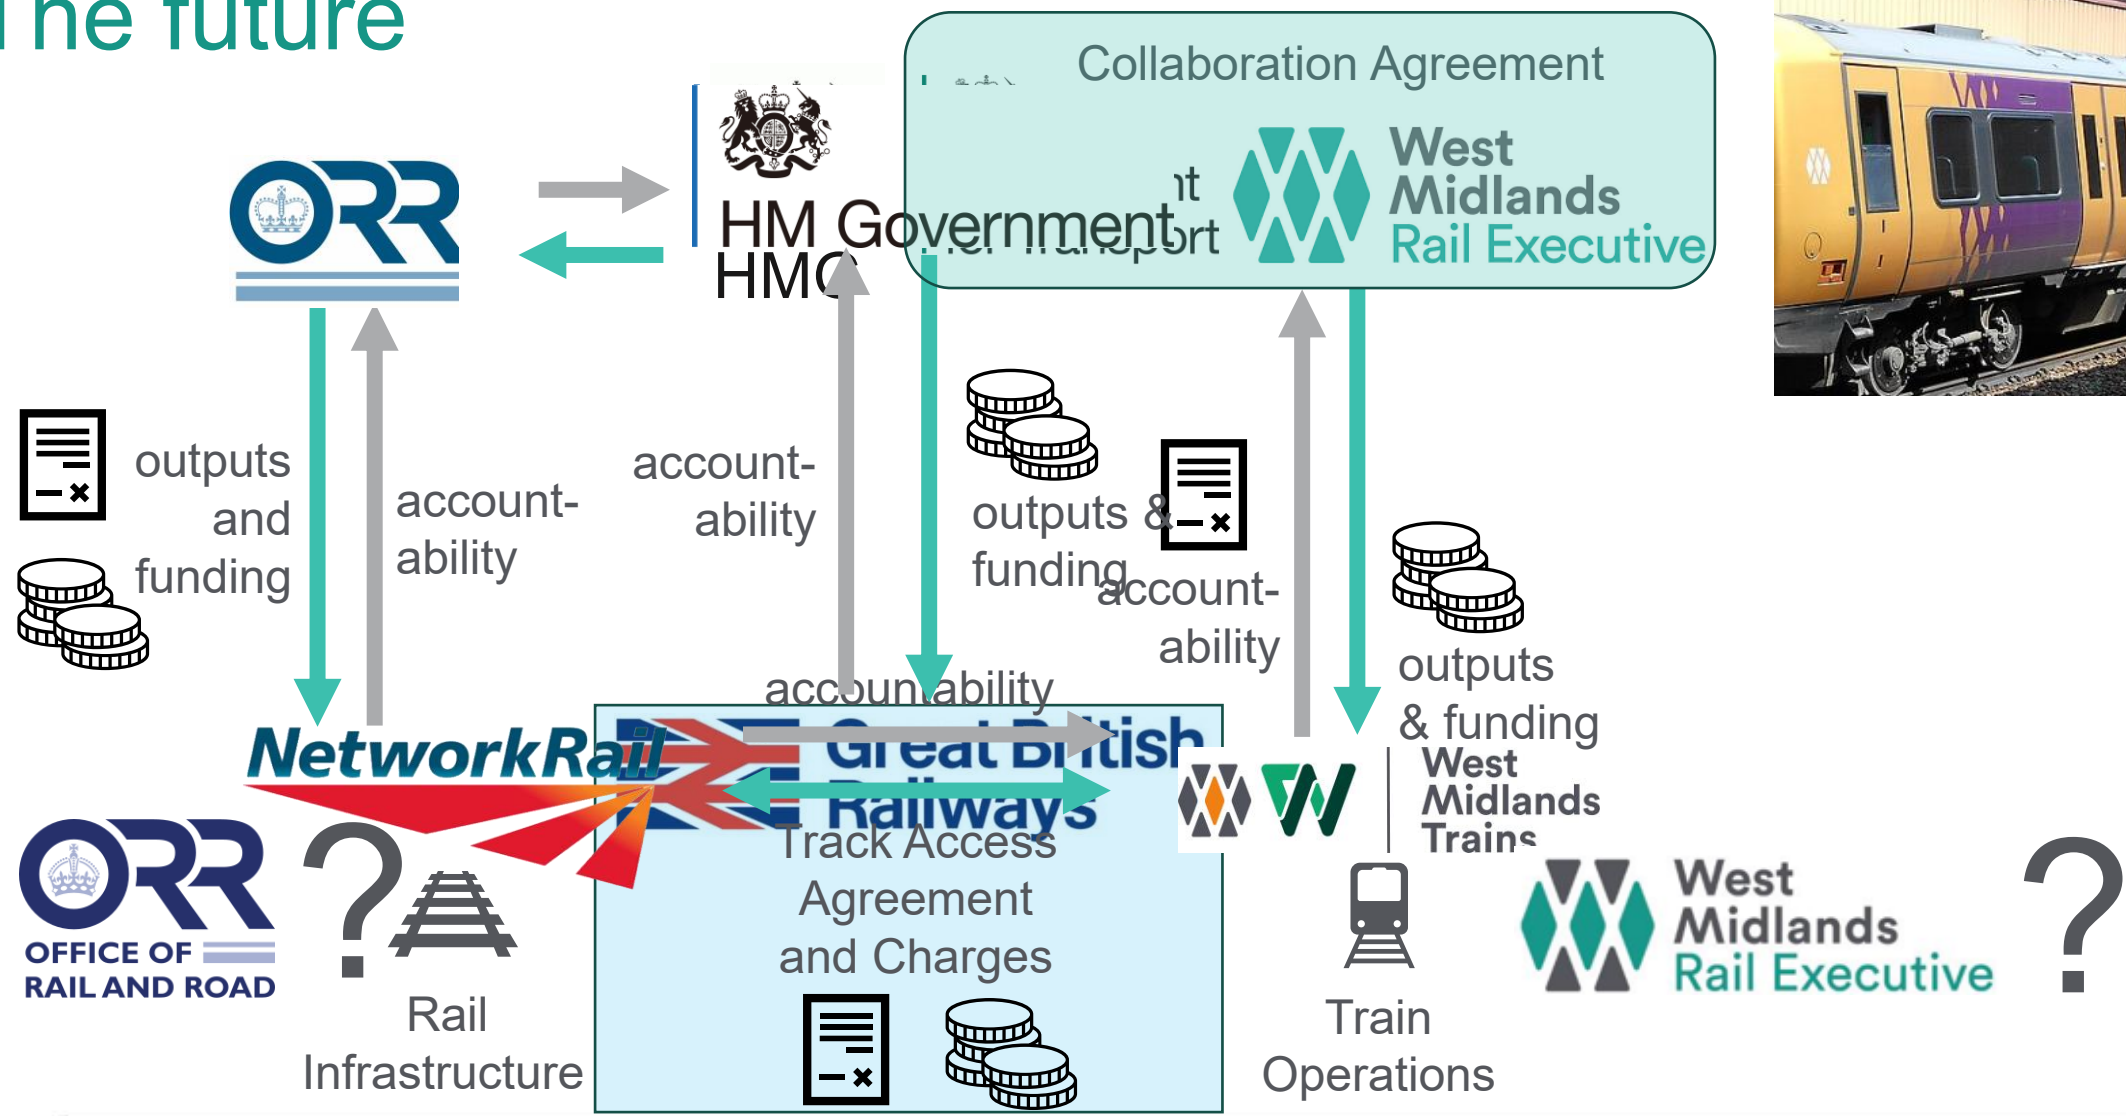 The future
Collaboration Agreement
ORR
HM Government
HMG
West
Midlands
Rail Executive
outputs
and
funding
account-
ability
account-
ability
outputs &
funding
account-
ability
outputs
& funding
accountability
NetworkRail
Great British
Railways
Track Access
Agreement
and Charges
West
Midlands
Trains
ORR
OFFICE OF
RAIL AND ROAD
?
Rail
Infrastructure
Train
Operations
West
Midlands
Rail Executive
?